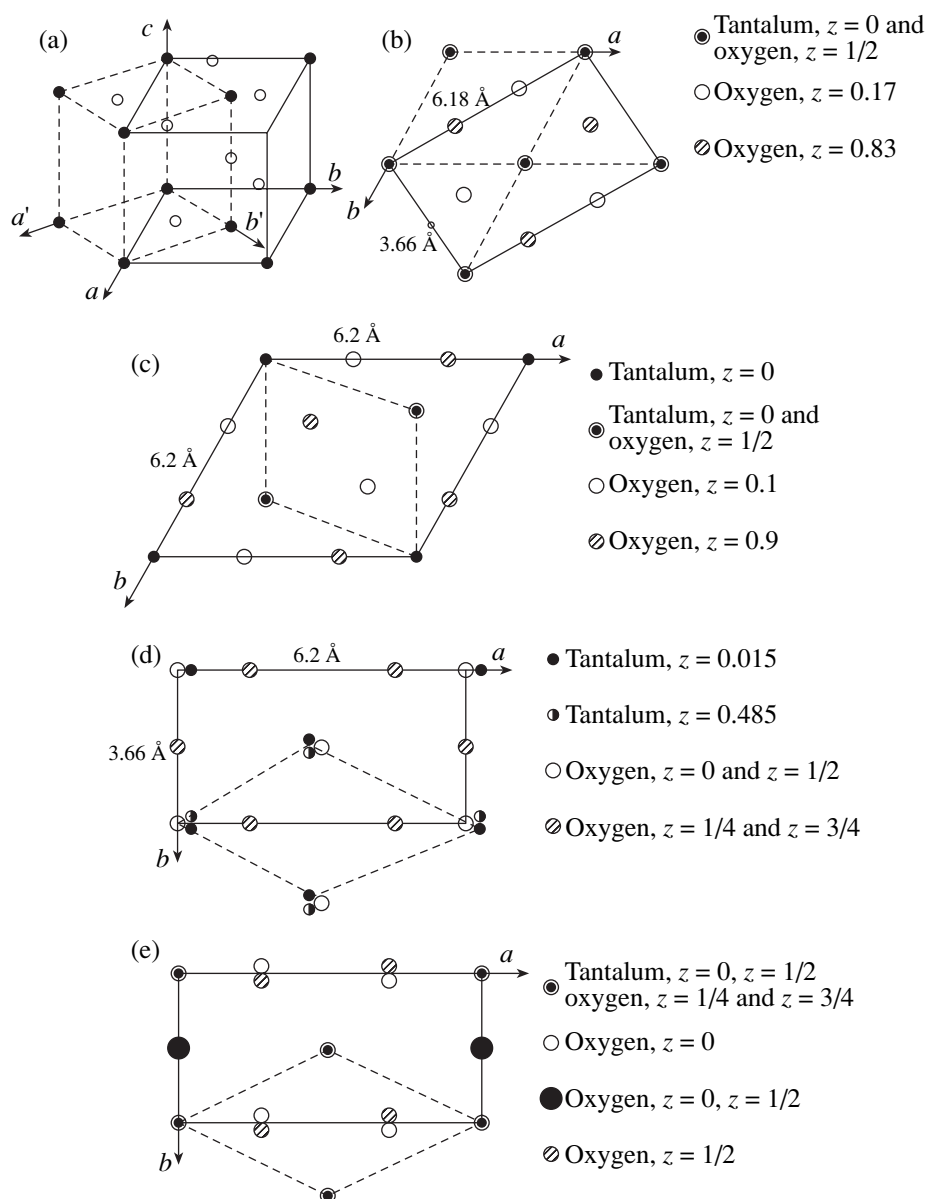 (a)
c
b
a'
b'
a
(b)
a
6.18 Å
b
3.66 Å
Tantalum, z = 0 and
oxygen, z = 1/2
Oxygen, z = 0.17
Oxygen, z = 0.83
(c)
6.2 Å
a
6.2 Å
b
Tantalum, z = 0
Tantalum, z = 0 and
oxygen, z = 1/2
Oxygen, z = 0.1
Oxygen, z = 0.9
(d)
6.2 Å
a
3.66 Å
b
Tantalum, z = 0.015
Tantalum, z = 0.485
Oxygen, z = 0 and z = 1/2
Oxygen, z = 1/4 and z = 3/4
(e)
a
b
Tantalum, z = 0, z = 1/2
oxygen, z = 1/4 and z = 3/4
Oxygen, z = 0
Oxygen, z = 0, z = 1/2
Oxygen, z = 1/2